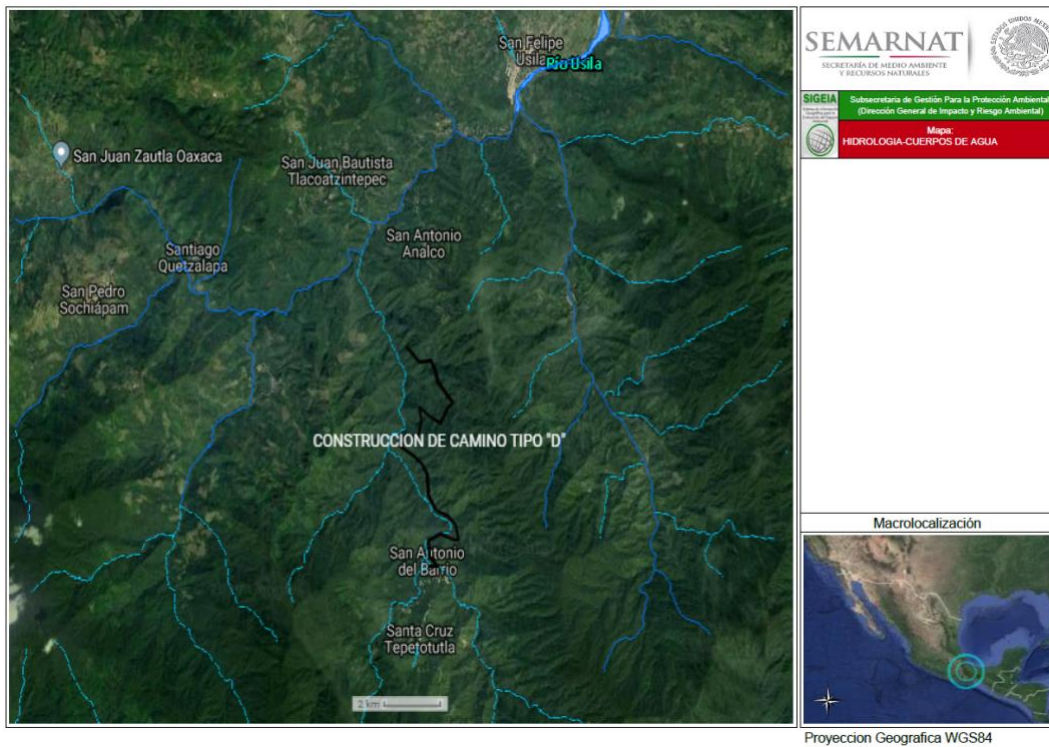 San Felipe
Usila
Río Usila
San Juan Zautla Oaxaca
San Juan Bautista
Tlacoatzintepec
San Antonio
Analco
Santiago
Quetzalapa
San Pedro
Sochiapam
CONSTRUCCION DE CAMINO TIPO "D"
San Antonio
del Barrio
Santa Cruz
Tepetotutla
2 km
SEMARNAT
SECRETARÍA DE MEDIO AMBIENTE
Y RECURSOS NATURALES
SIGEIA
Subsecretaria de Gestión Para la Protección Ambiental
(Dirección General de Impacto y Riesgo Ambiental)
Mapa:
HIDROLOGIA-CUERPOS DE AGUA
Macrolocalización
Proyeccion Geografica WGS84